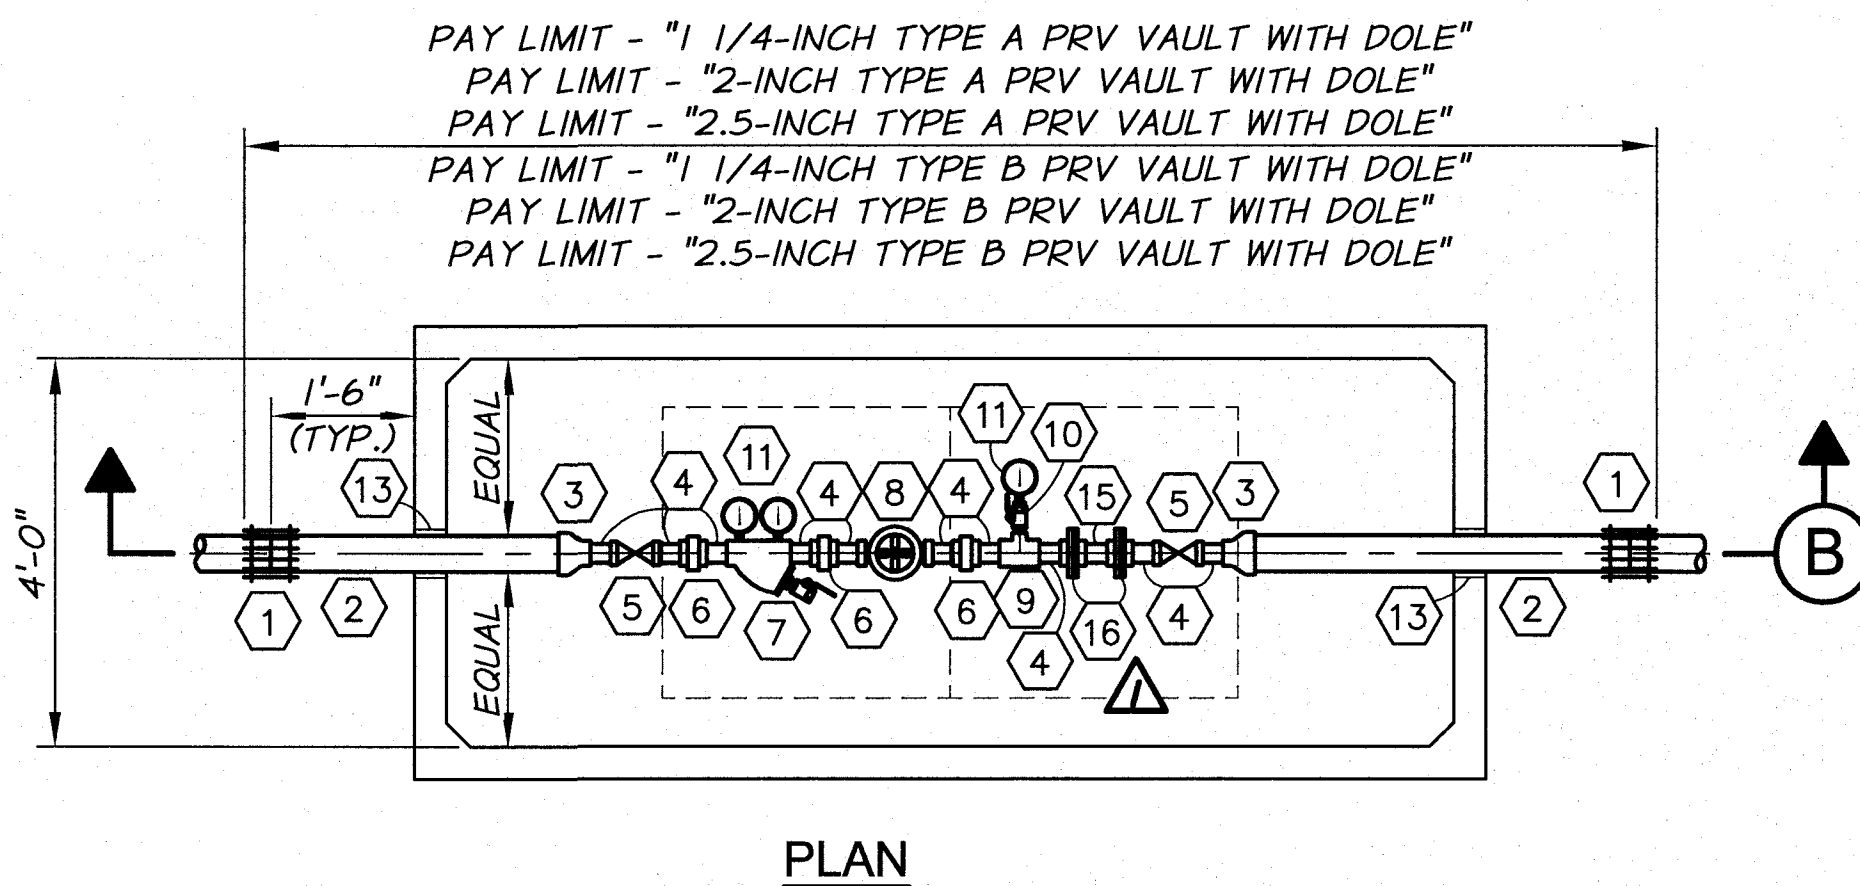 PAY LIMIT - "1 1/4-INCH TYPE A PRV VAULT WITH DOLE"
PAY LIMIT - "2-INCH TYPE A PRV VAULT WITH DOLE"
PAY LIMIT - "2.5-INCH TYPE A PRV VAULT WITH DOLE"
PAY LIMIT - "1 1/4-INCH TYPE B PRV VAULT WITH DOLE"
PAY LIMIT - "2-INCH TYPE B PRV VAULT WITH DOLE"
PAY LIMIT - "2.5-INCH TYPE B PRV VAULT WITH DOLE"
1'-6"
(TYP.)
4'-0"
EQUAL
EQUAL
11
10
11
13
3
4
4
8
4
15
5
3
1
B
1
2
5
6
7
6
6
9
4
16
4
13
2
1
PLAN